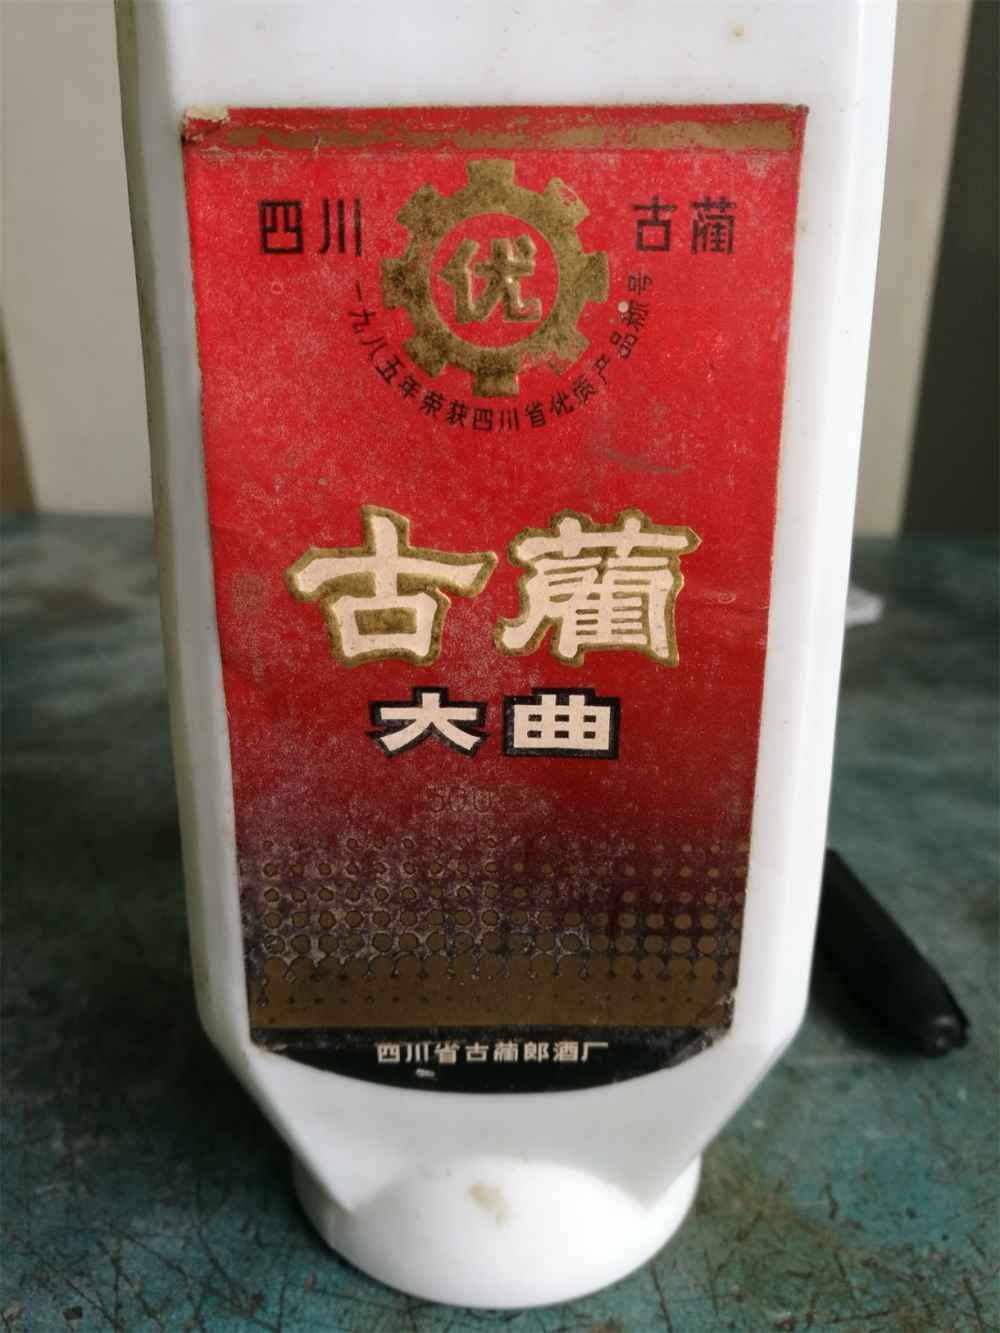 四川
古蔺
优
一九八五年荣获四川省优质产品称号
古蔺
大曲
四川省古蔺郎酒厂